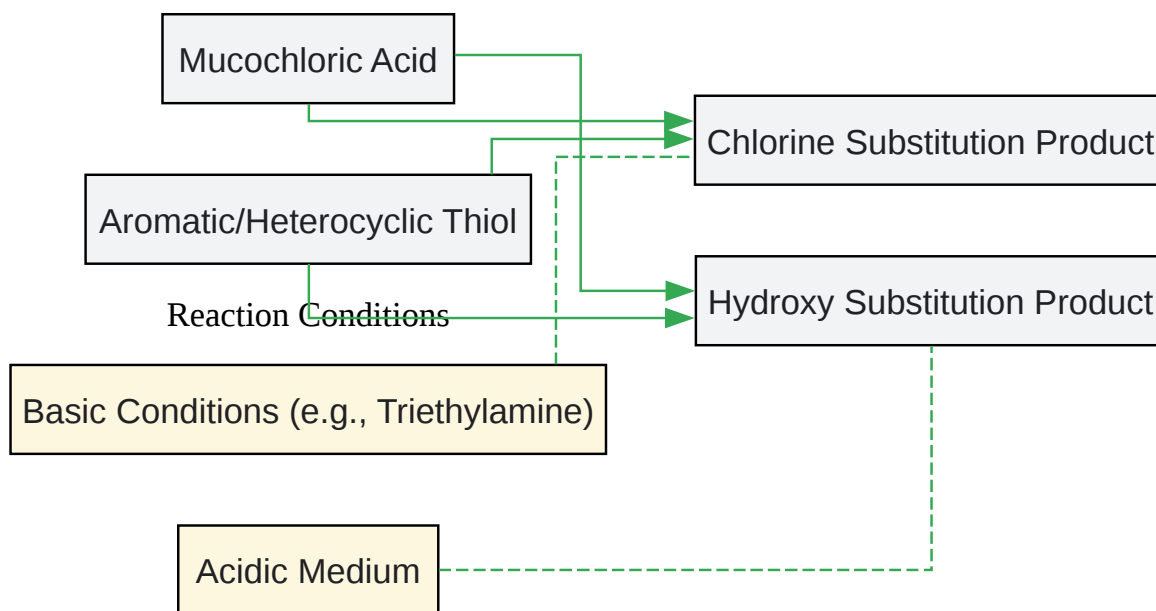 Mucochloric Acid
Chlorine Substitution Product
Aromatic/Heterocyclic Thiol
Hydroxy Substitution Product
Reaction Conditions
Basic Conditions (e.g., Triethylamine)
Acidic Medium